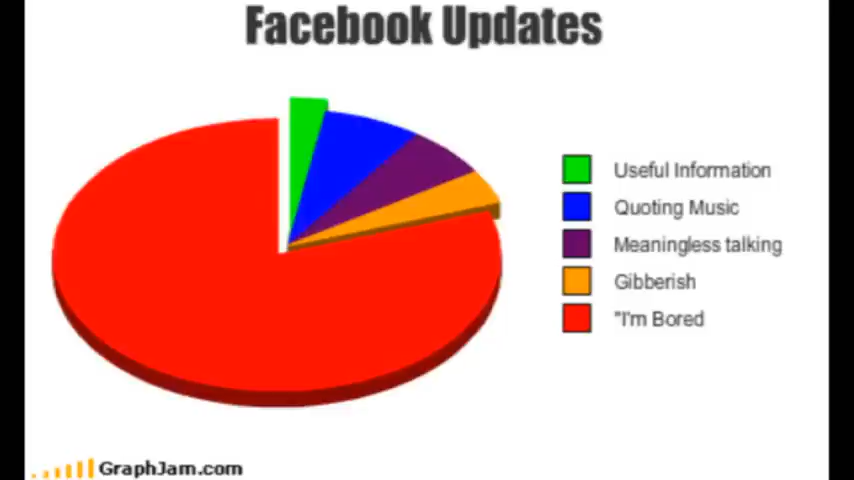 Facebook Updates
Useful Information
Quoting Music
Meaningless talking
Gibberish
"I'm Bored
GraphJam.com